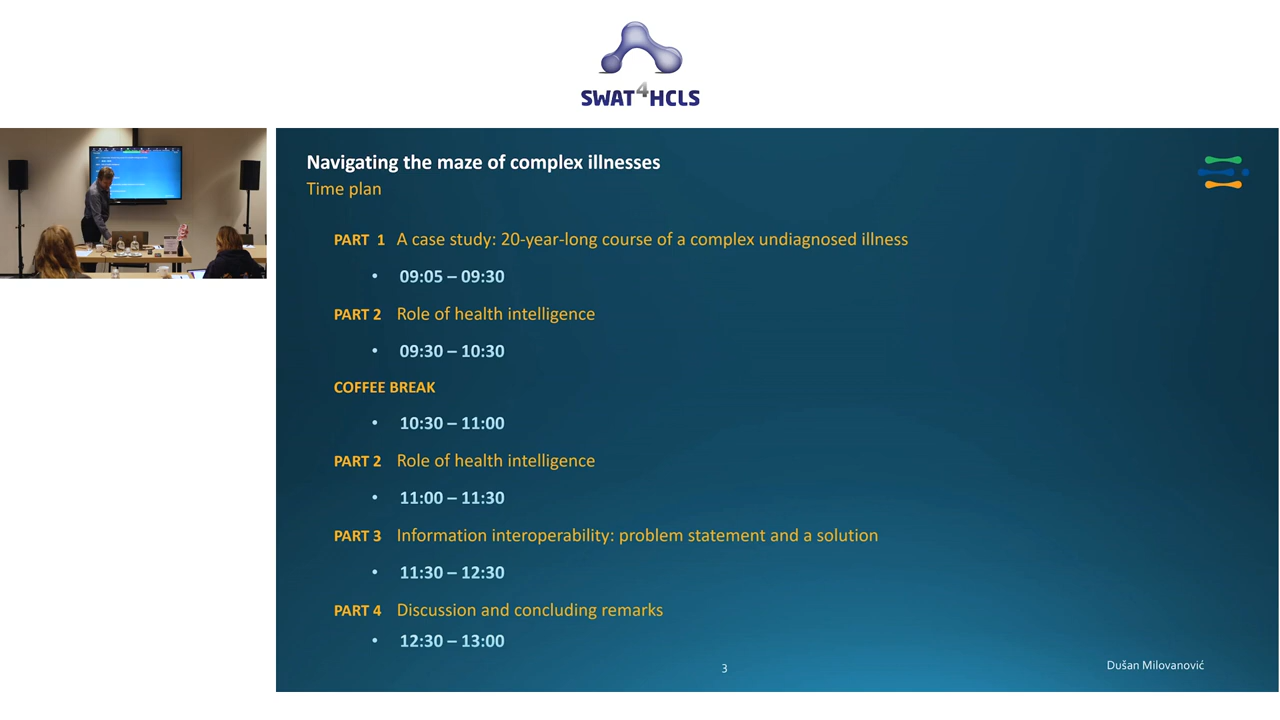 SWAT4HCLS
Navigating the maze of complex illnesses
Time plan
PART 1 A case study: 20-year-long course of a complex undiagnosed illness
• 09:05 – 09:30
PART 2 Role of health intelligence
• 09:30 – 10:30
COFFEE BREAK
• 10:30 – 11:00
PART 2 Role of health intelligence
• 11:00 – 11:30
PART 3 Information interoperability: problem statement and a solution
• 11:30 – 12:30
PART 4 Discussion and concluding remarks
• 12:30 – 13:00
3
Dušan Milovanović